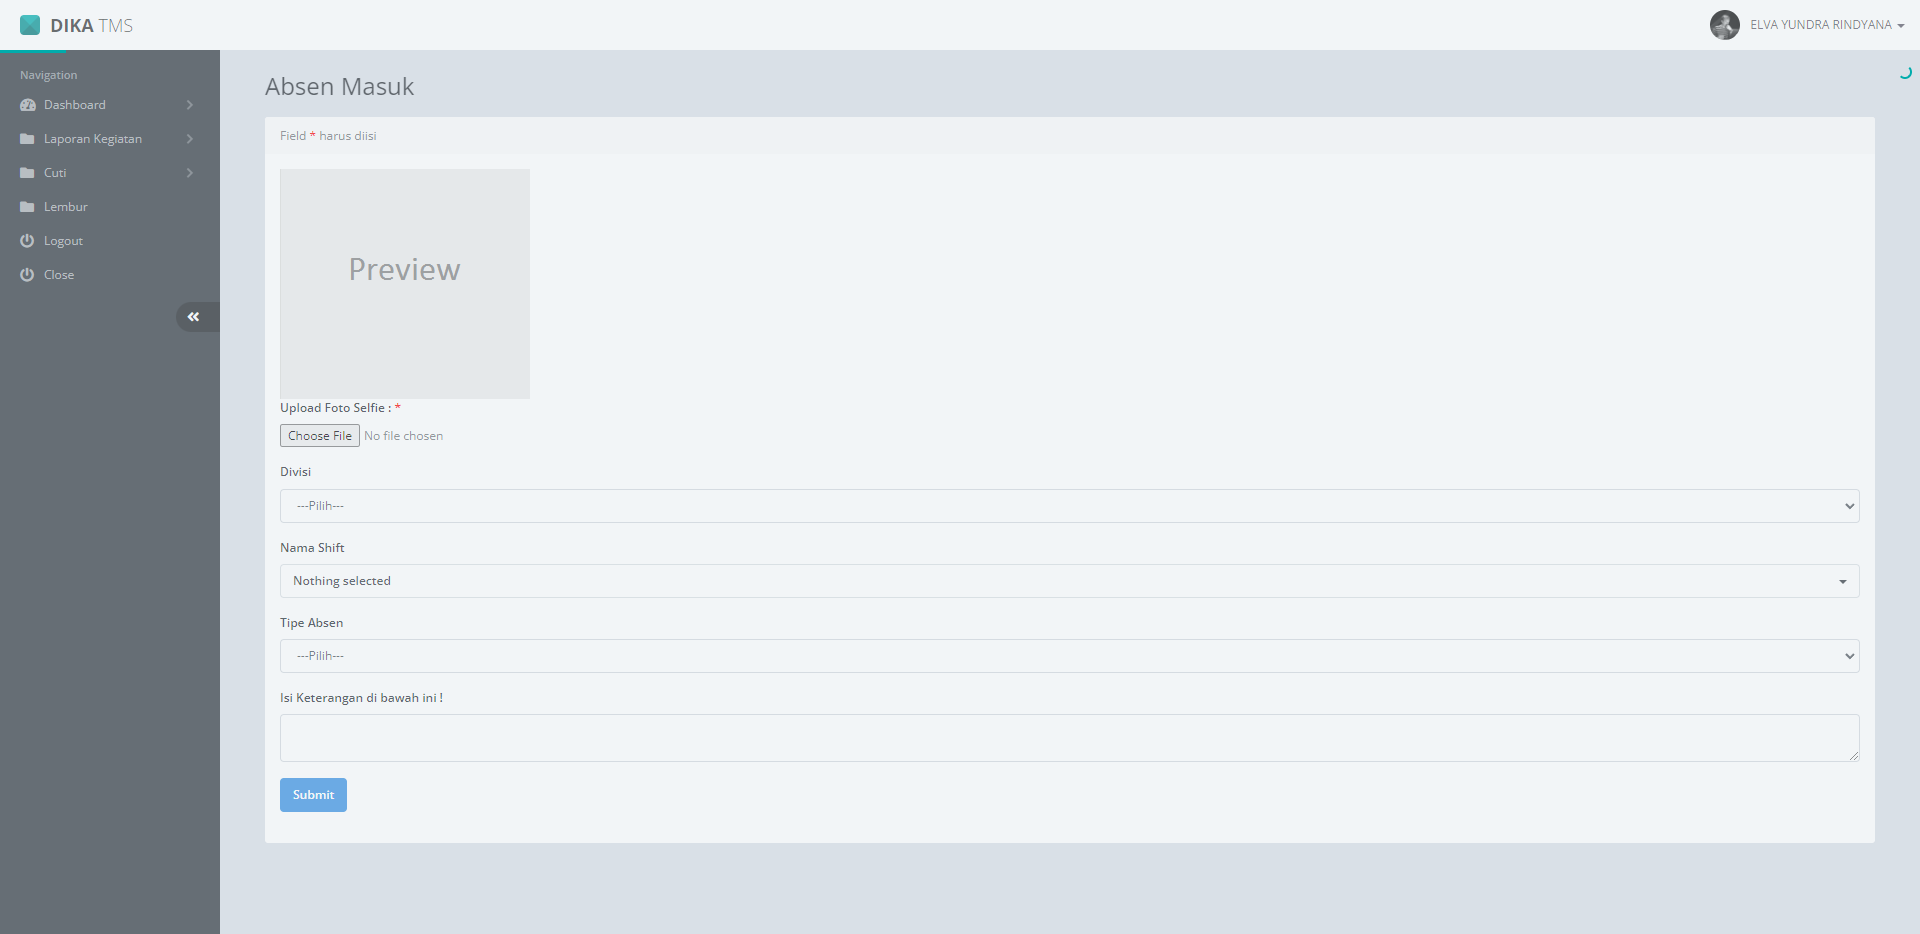 DIKA TMS
ELVA YUNDRA RINDYANA
Navigation
Dashboard
Laporan Kegiatan
Cuti
Lembur
Logout
Close
Absen Masuk
Field * harus diisi
Preview
Upload Foto Selfie : *
Choose File No file chosen
Divisi
---Pilih---
Nama Shift
Nothing selected
Tipe Absen
---Pilih---
Isi Keterangan di bawah ini !
Submit